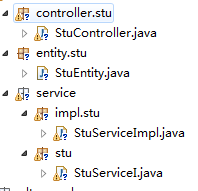 controller.stu
StuController.java
entity.stu
StuEntity.java
service
impl.stu
StuServiceImpl.java
stu
StuServiceI.java